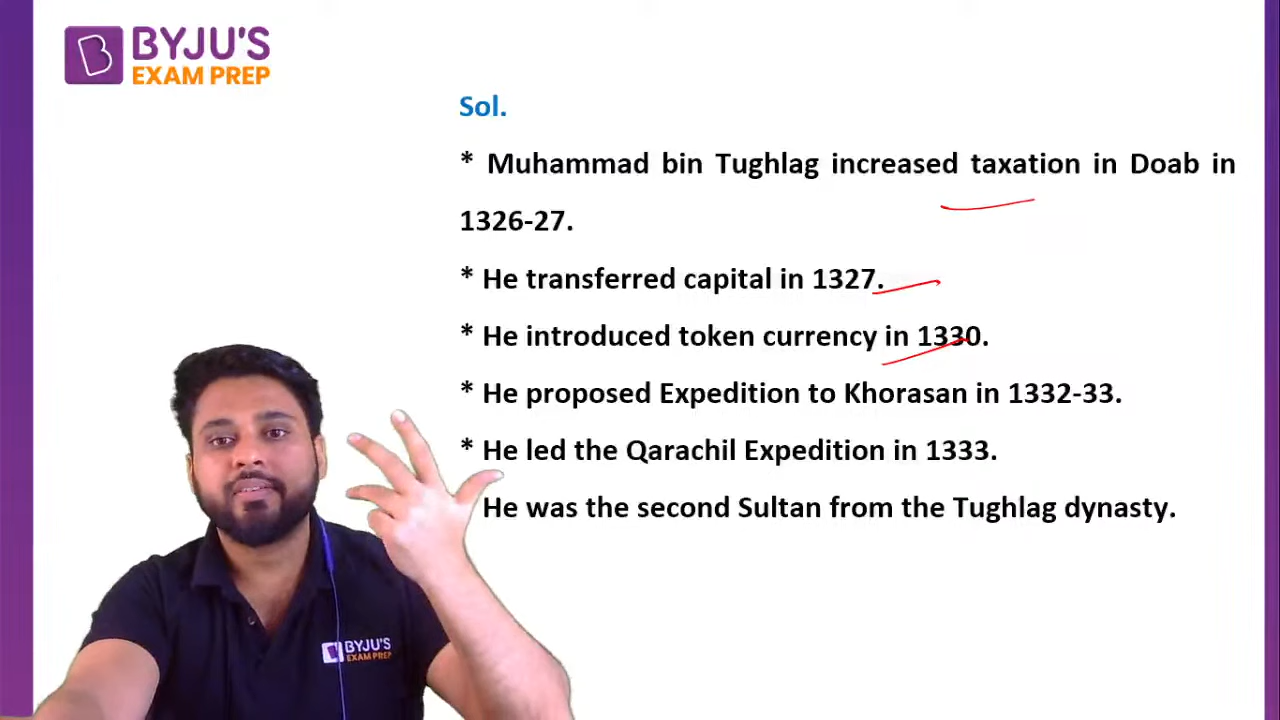 BYJU'S
EXAM PREP
Sol.
* Muhammad bin Tughlag increased taxation in Doab in
1326-27.
* He transferred capital in 1327.
* He introduced token currency in 1330.
* He proposed Expedition to Khorasan in 1332-33.
* He led the Qarachil Expedition in 1333.
He was the second Sultan from the Tughlag dynasty.
BYJU'S
EXAM PREP